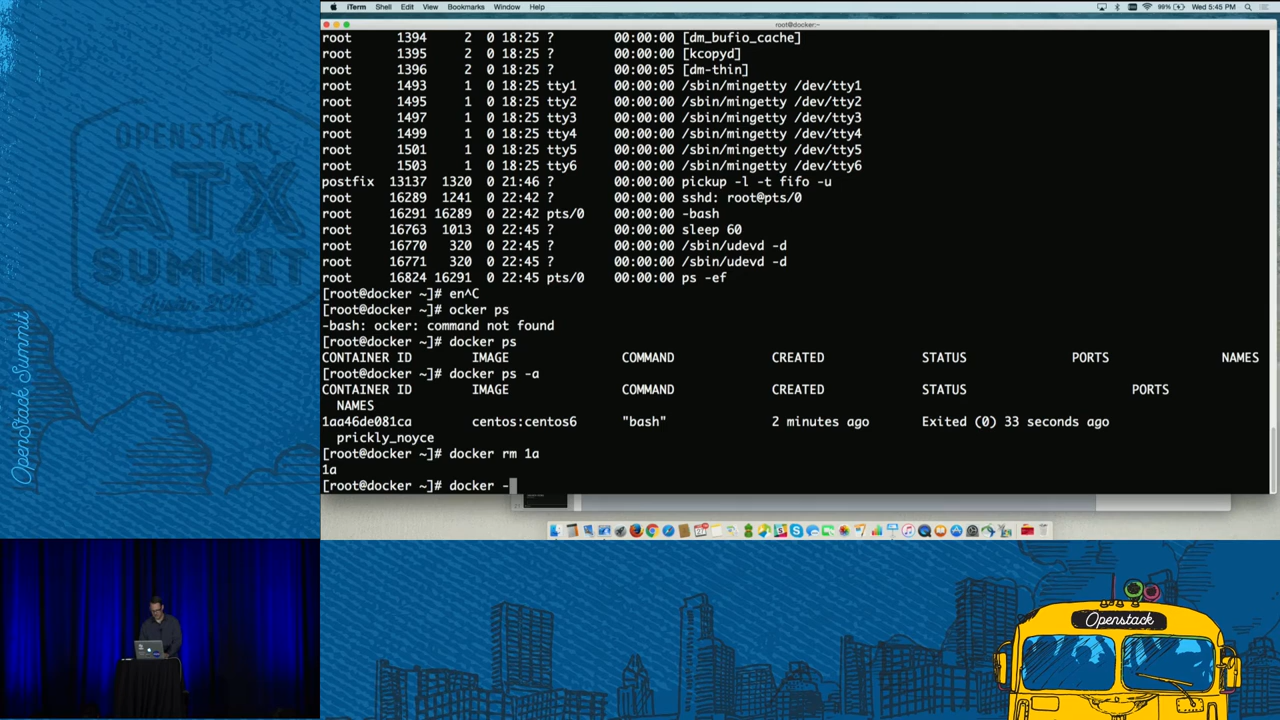 iTerm Shell Edit View Bookmarks Window Help
99% Wed 5:45 PM
root@docker:~
root 1394 2 0 18:25 ? 00:00:00 [dm_bufio_cache]
root 1395 2 0 18:25 ? 00:00:00 [kcopyd]
root 1396 2 0 18:25 ? 00:00:05 [dm-thin]
root 1493 1 0 18:25 tty1 00:00:00 /sbin/mingetty /dev/tty1
root 1495 1 0 18:25 tty2 00:00:00 /sbin/mingetty /dev/tty2
root 1497 1 0 18:25 tty3 00:00:00 /sbin/mingetty /dev/tty3
root 1499 1 0 18:25 tty4 00:00:00 /sbin/mingetty /dev/tty4
root 1501 1 0 18:25 tty5 00:00:00 /sbin/mingetty /dev/tty5
root 1503 1 0 18:25 tty6 00:00:00 /sbin/mingetty /dev/tty6
postfix 13137 1320 0 21:46 ? 00:00:00 pickup -l -t fifo -u
root 16289 1241 0 22:42 ? 00:00:00 sshd: root@pts/0
root 16291 16289 0 22:42 pts/0 00:00:00 -bash
root 16763 1013 0 22:45 ? 00:00:00 sleep 60
root 16770 320 0 22:45 ? 00:00:00 /sbin/udevd -d
root 16771 320 0 22:45 ? 00:00:00 /sbin/udevd -d
root 16824 16291 0 22:45 pts/0 00:00:00 ps -ef
[root@docker ~]# en^C
[root@docker ~]# ocker ps
-bash: ocker: command not found
[root@docker ~]# docker ps
CONTAINER ID IMAGE COMMAND CREATED STATUS PORTS NAMES
[root@docker ~]# docker ps -a
CONTAINER ID IMAGE COMMAND CREATED STATUS PORTS
NAMES
1aa46de081ca centos:centos6 "bash" 2 minutes ago Exited (0) 33 seconds ago
prickly_noyce
[root@docker ~]# docker rm 1a
1a
[root@docker ~]# docker -
OPENSTACK
ATX
SUMMIT
Austin 2016
OpenStack Summit
Openstack